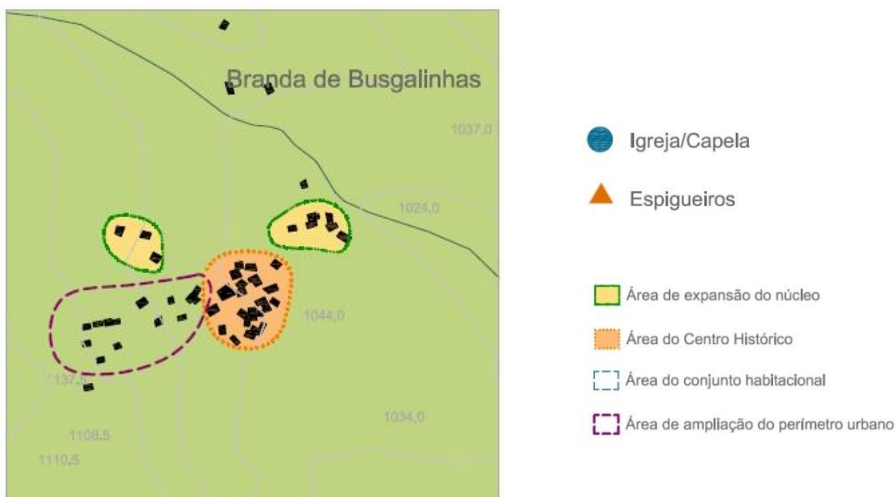 Branda de Busgalinhas
1037,0
1024,0
1044,0
1137.5
1034,0
1108.5
1110,5
Igreja/Capela
Espigueiros
Área de expansão do núcleo
Área do Centro Histórico
Área do conjunto habitacional
Área de ampliação do perímetro urbano